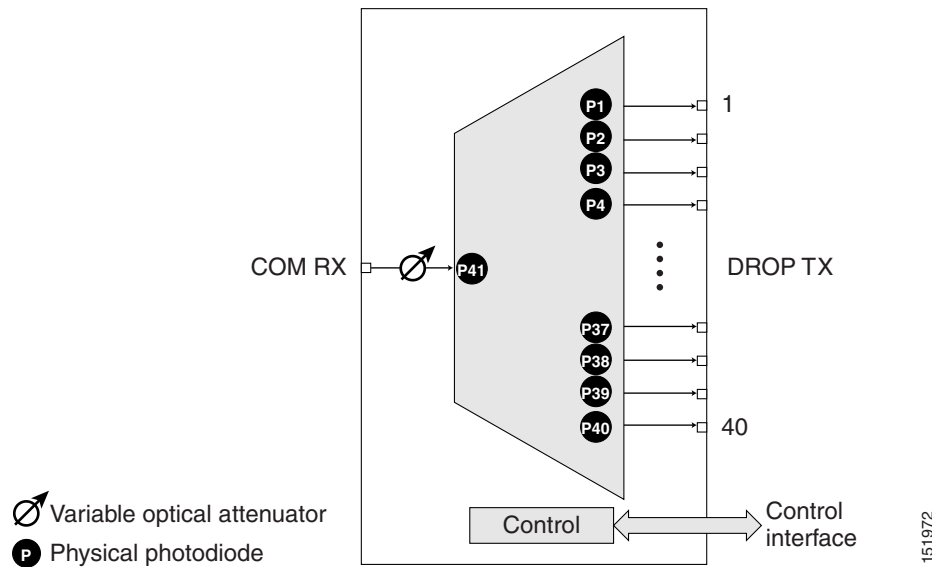 P1
1
P2
P3
P4
COM RX
P41
DROP TX
P37
P38
P39
P40
40
Variable optical attenuator
Control
Control
interface
P
Physical photodiode
151972